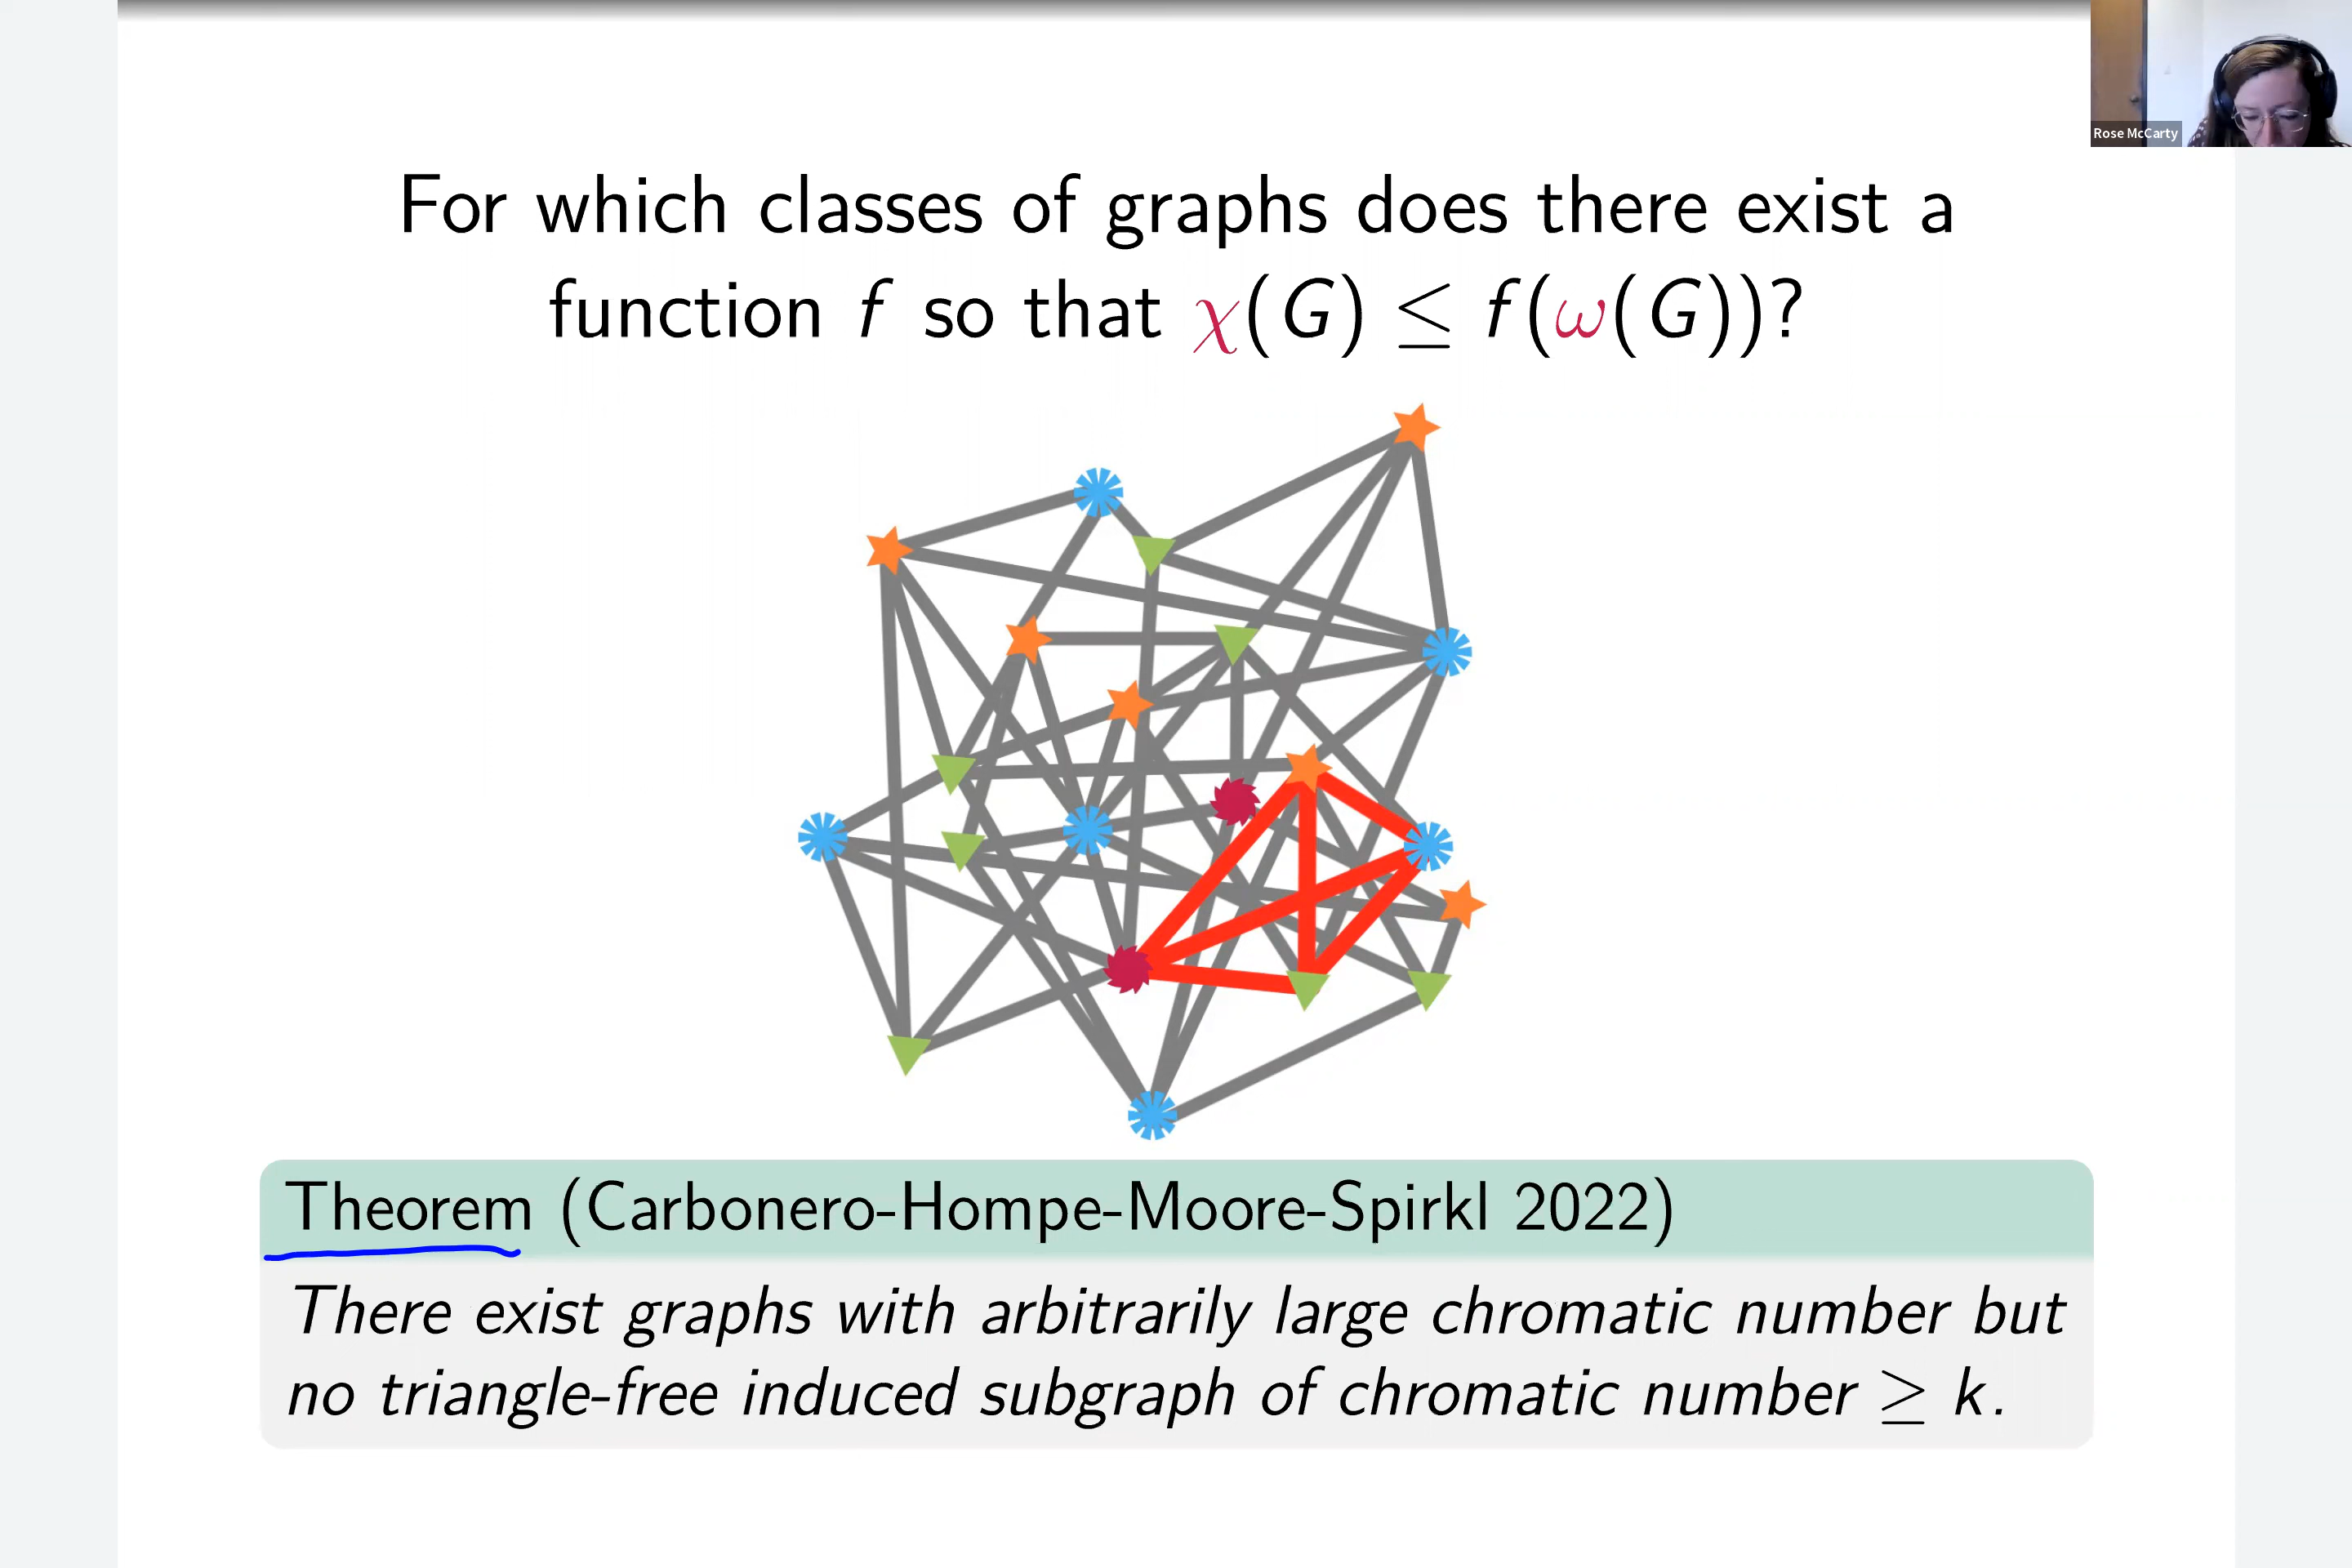 Rose McCarty
For which classes of graphs does there exist a
function f so that χ(G) ≤ f(ω(G))?
Theorem (Carbonero-Hompe-Moore-Spirkl 2022)
There exist graphs with arbitrarily large chromatic number but
no triangle-free induced subgraph of chromatic number ≥ k.